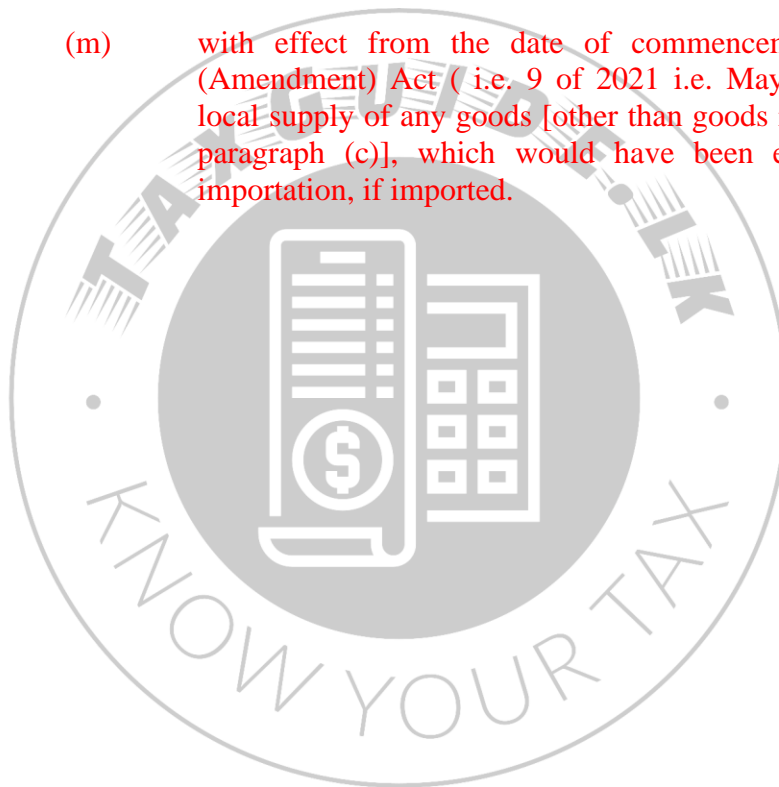 (m) with effect from the date of commencem
(Amendment) Act ( i.e. 9 of 2021 i.e. May
local supply of any goods [other than goods
paragraph (c)], which would have been e
importation, if imported.
TAXGUIDE.LK
$
KNOW YOUR TAX